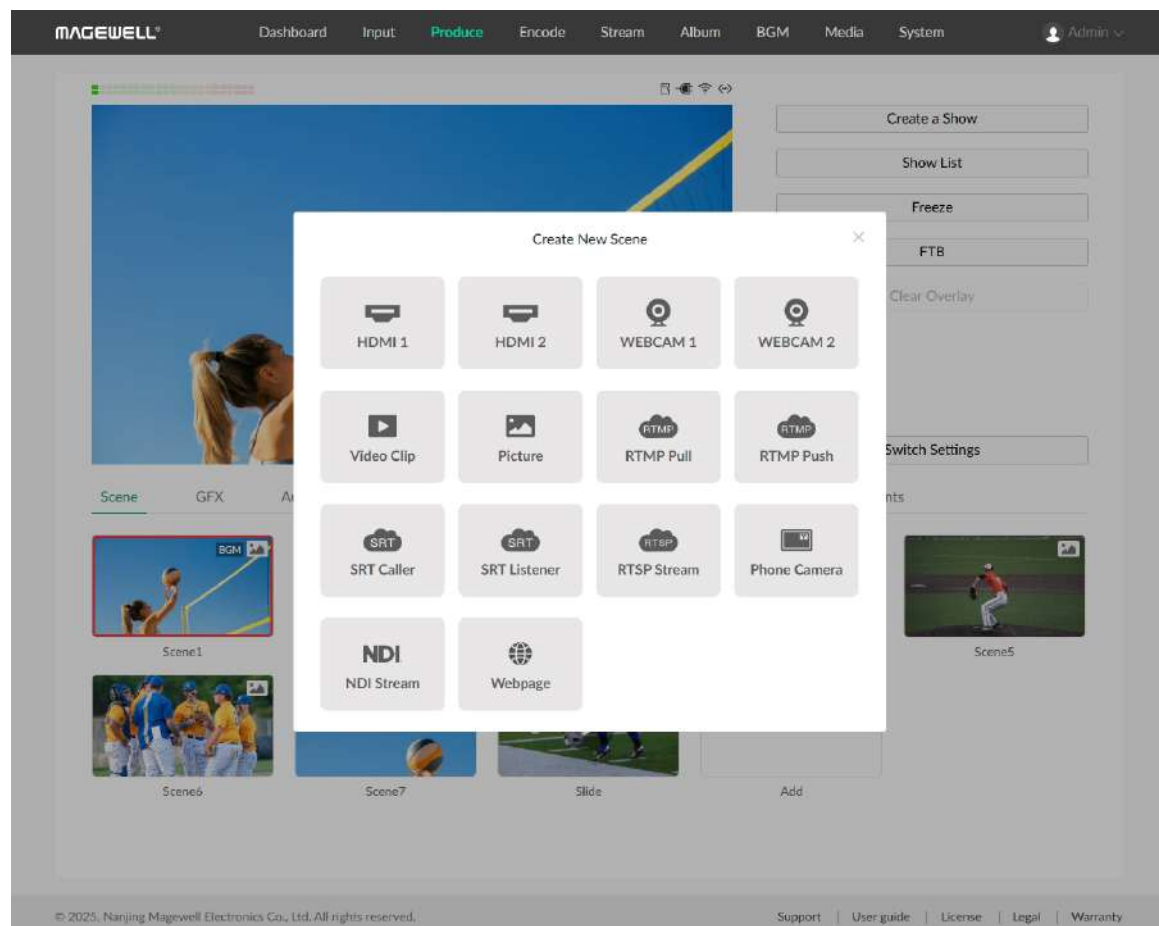 MAGEWELL®
Dashboard Input Produce Encode Stream Album BGM Media System Admin
Create a Show
Show List
Freeze
FTB
Clear Overlay
Switch Settings
Create New Scene
HDMI 1 HDMI 2 WEBCAM 1 WEBCAM 2
RTMP RTMP
Video Clip Picture RTMP Pull RTMP Push
SRT SRT RTSP
SRT Caller SRT Listener RTSP Stream Phone Camera
NDI
NDI Stream Webpage
Scene GFX
BGM
Scene1 Scene5
Scene6 Scene7 Slide Add
© 2025, Nanjing Magewell Electronics Co., Ltd. All rights reserved.
Support | User guide | License | Legal | Warranty